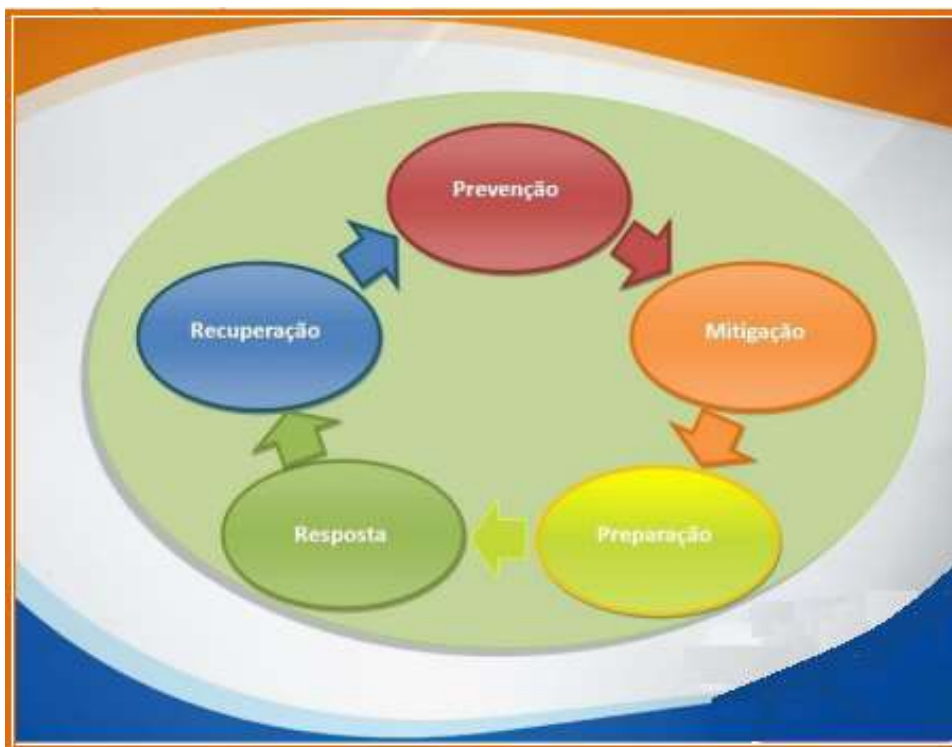 Prevenção
Mitigação
Preparação
Resposta
Recuperação